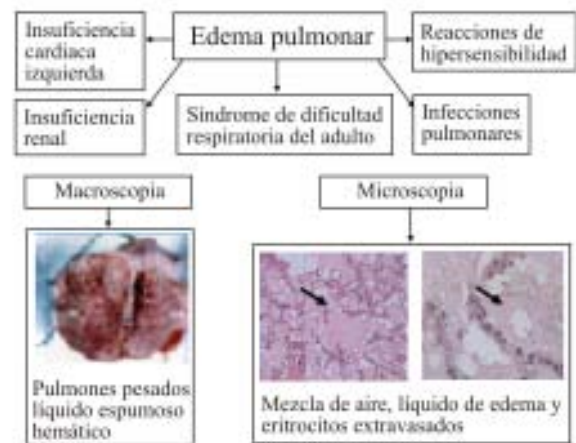 Edema pulmonar
Insuficiencia
cardiaca
izquierda
Reacciones de
hipersensibilidad
Insuficiencia
renal
Síndrome de dificultad
respiratoria del adulto
Infecciones
pulmonares
Macroscopia
Microscopia
Pulmones pesados
líquido espumoso
hemático
Mezcla de aire, líquido de edema y
eritrocitos extravasados